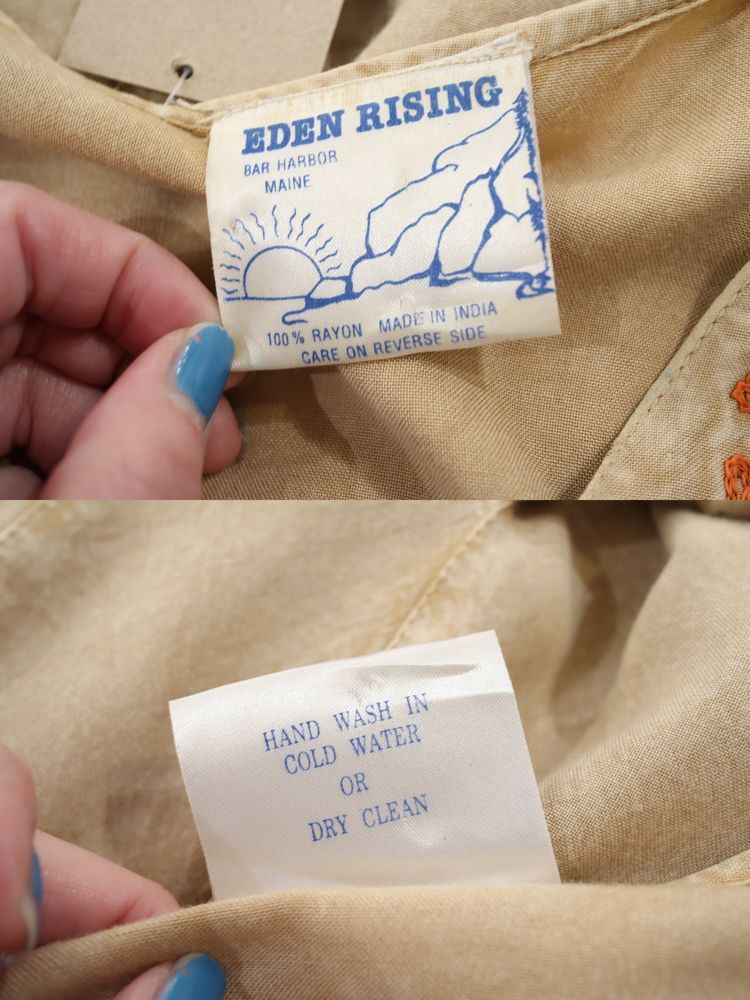 EDEN RISING
BAR HARBOR
MAINE
100% RAYON MADE IN INDIA
CARE ON REVERSE SIDE
HAND WASH IN
COLD WATER
OR
DRY CLEAN